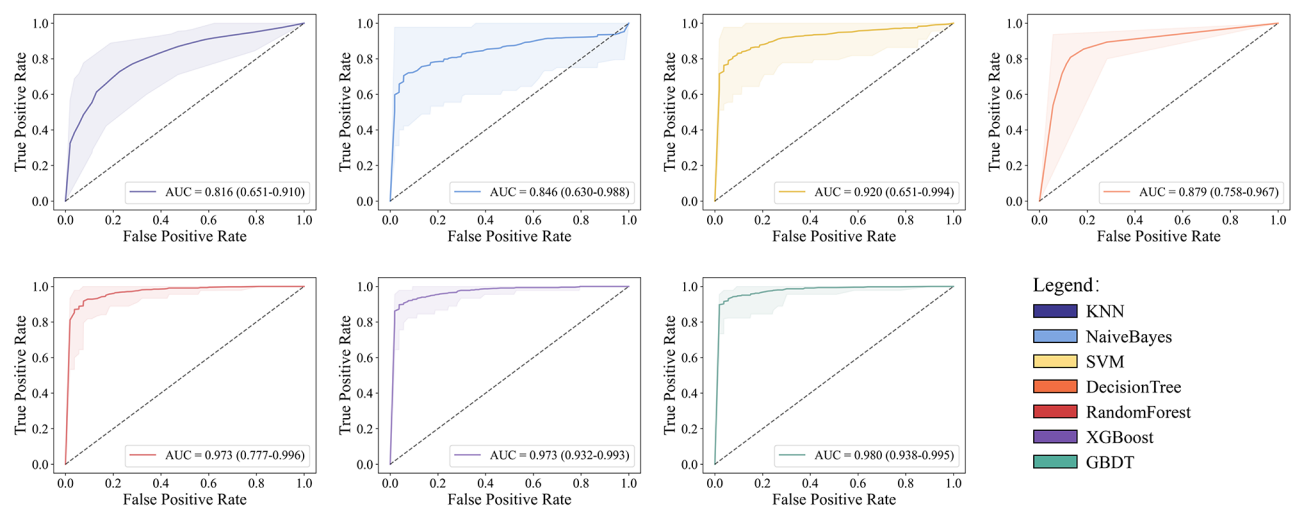 1.0
0.8
0.6
0.4
0.2
0.0
True Positive Rate
AUC = 0.816 (0.651-0.910)
0.0 0.2 0.4 0.6 0.8 1.0
False Positive Rate
1.0
0.8
0.6
0.4
0.2
0.0
True Positive Rate
AUC = 0.846 (0.630-0.988)
0.0 0.2 0.4 0.6 0.8 1.0
False Positive Rate
1.0
0.8
0.6
0.4
0.2
0.0
True Positive Rate
AUC = 0.920 (0.651-0.994)
0.0 0.2 0.4 0.6 0.8 1.0
False Positive Rate
1.0
0.8
0.6
0.4
0.2
0.0
True Positive Rate
AUC = 0.879 (0.758-0.967)
0.0 0.2 0.4 0.6 0.8 1.0
False Positive Rate
1.0
0.8
0.6
0.4
0.2
0.0
True Positive Rate
AUC = 0.973 (0.777-0.996)
0.0 0.2 0.4 0.6 0.8 1.0
False Positive Rate
1.0
0.8
0.6
0.4
0.2
0.0
True Positive Rate
AUC = 0.973 (0.932-0.993)
0.0 0.2 0.4 0.6 0.8 1.0
False Positive Rate
1.0
0.8
0.6
0.4
0.2
0.0
True Positive Rate
AUC = 0.980 (0.938-0.995)
0.0 0.2 0.4 0.6 0.8 1.0
False Positive Rate
Legend:
KNN
NaiveBayes
SVM
DecisionTree
RandomForest
XGBoost
GBDT